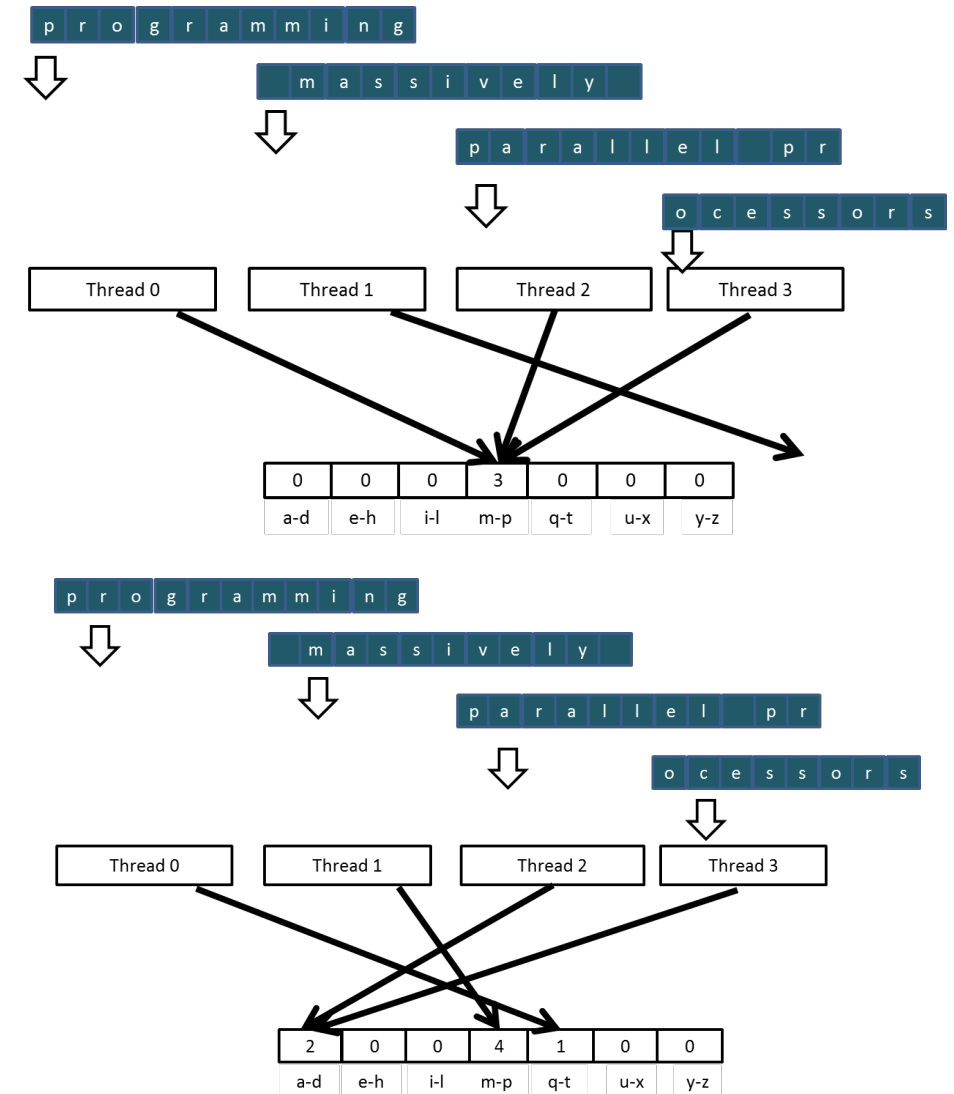 p r o g r a m m i n g
m a s s i v e l y
p a r a l l e l p r
o c e s s o r s
Thread 0 Thread 1 Thread 2 Thread 3
0 0 0 3 0 0 0
a-d e-h i-l m-p q-t u-x y-z
p r o g r a m m i n g
m a s s i v e l y
p a r a l l e l p r
o c e s s o r s
Thread 0 Thread 1 Thread 2 Thread 3
2 0 0 4 1 0 0
a-d e-h i-l m-p q-t u-x y-z